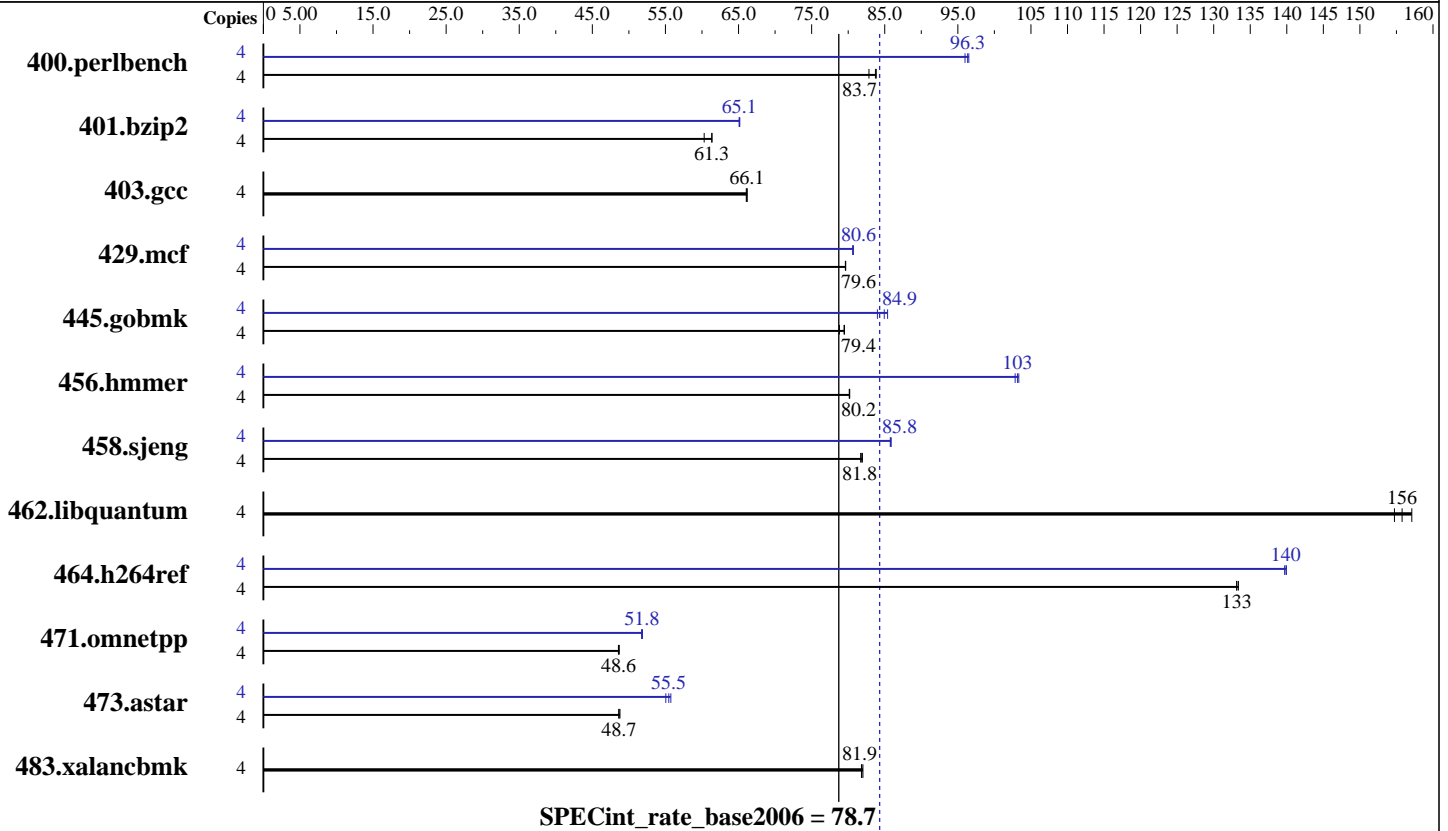 Copies 0 5.00 15.0 25.0 35.0 45.0 55.0 65.0 75.0 85.0 95.0 105 110 115 120 125 130 135 140 145 150 160
400.perlbench
4 96.3
4 83.7
401.bzip2
4 65.1
4 61.3
403.gcc
4 66.1
429.mcf
4 80.6
4 79.6
445.gobmk
4 84.9
4 79.4
456.hmmer
4 103
4 80.2
458.sjeng
4 85.8
4 81.8
462.libquantum
4 156
464.h264ref
4 140
4 133
471.omnetpp
4 51.8
4 48.6
473.astar
4 55.5
4 48.7
483.xalancbmk
4 81.9
SPECint_rate_base2006 = 78.7